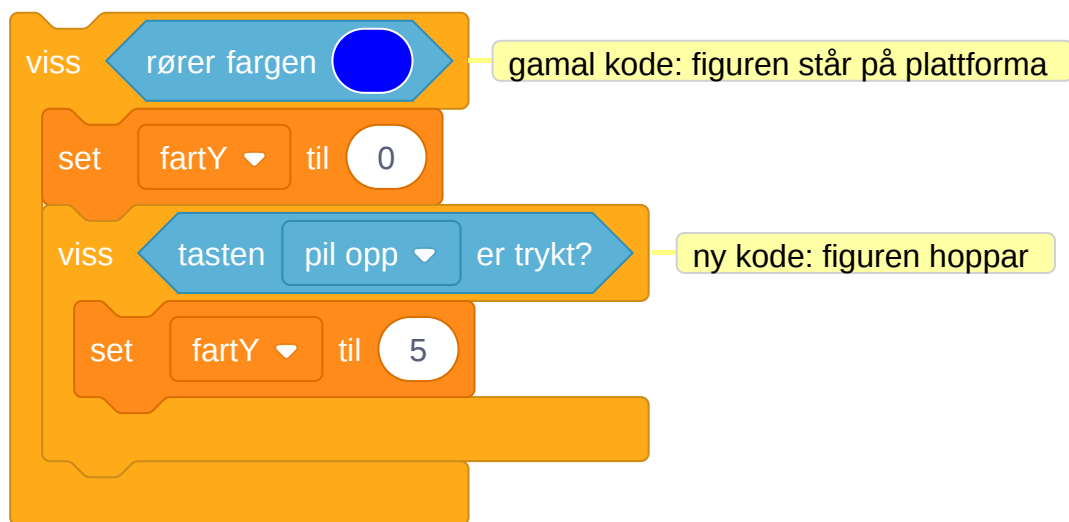 viss rører fargen gamal kode: figuren står på plattforma
set fartY til 0
viss tasten pil opp er trykt? ny kode: figuren hoppar
set fartY til 5